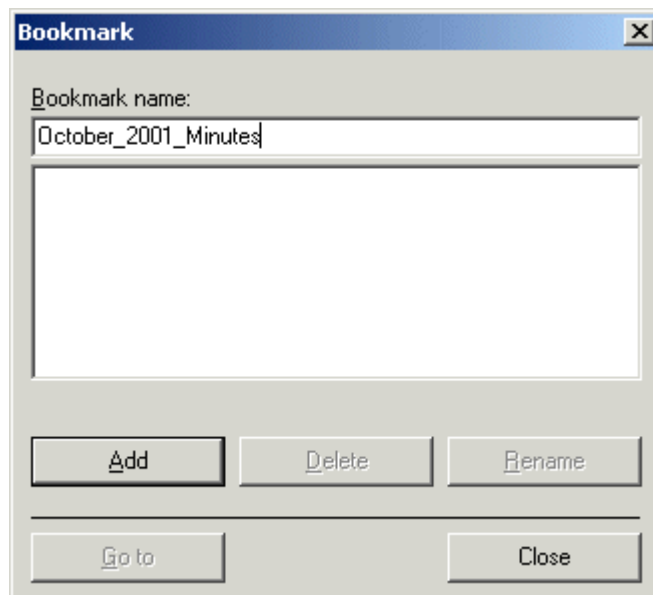 Bookmark
Bookmark name:
October_2001_Minutes
Add Delete Rename
Go to Close